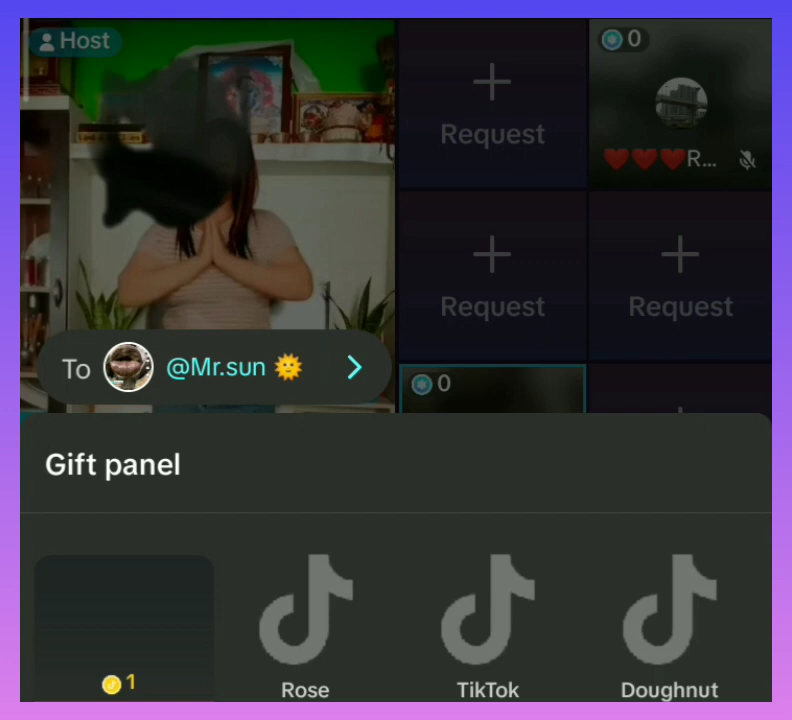 Host
0
Request
❤️❤️❤️R...
Request
Request
To @Mr.sun 🌞
0
Gift panel
1
Rose
TikTok
Doughnut